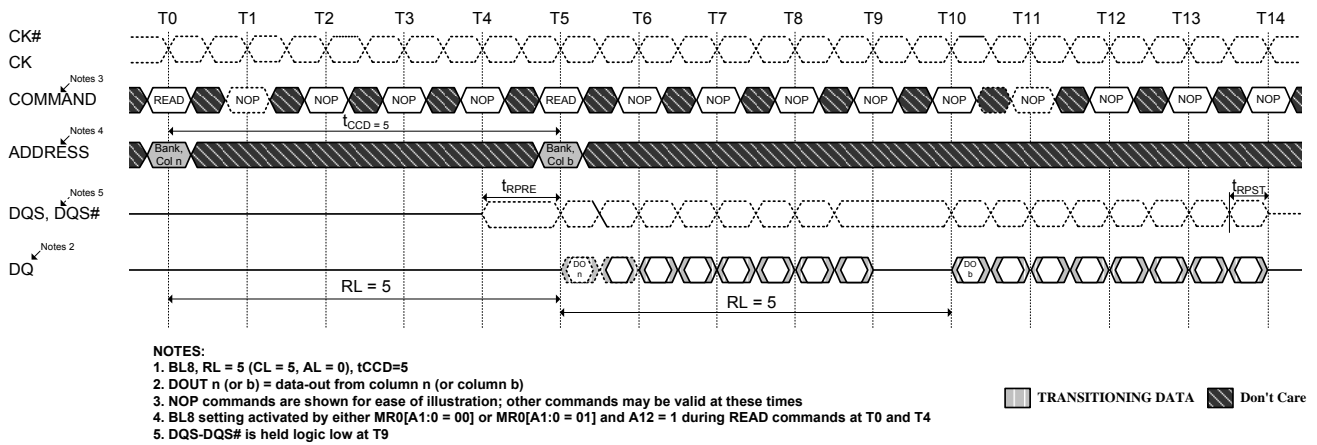 T0 T1 T2 T3 T4 T5 T6 T7 T8 T9 T10 T11 T12 T13 T14
CK#
CK
Notes 3
COMMAND READ NOP NOP NOP NOP READ NOP NOP NOP NOP NOP NOP NOP NOP NOP
tCCD = 5
Notes 4
ADDRESS Bank, Col n Bank, Col b
Notes 5
tRPRE tRPST
DQS, DQS#
Notes 2
DQ DO n DO b
RL = 5
RL = 5
NOTES:
1. BL8, RL = 5 (CL = 5, AL = 0), tCCD=5
2. DOUT n (or b) = data-out from column n (or column b)
3. NOP commands are shown for ease of illustration; other commands may be valid at these times
4. BL8 setting activated by either MR0[A1:0 = 00] or MR0[A1:0 = 01] and A12 = 1 during READ commands at T0 and T4
5. DQS-DQS# is held logic low at T9
TRANSITIONING DATA Don't Care